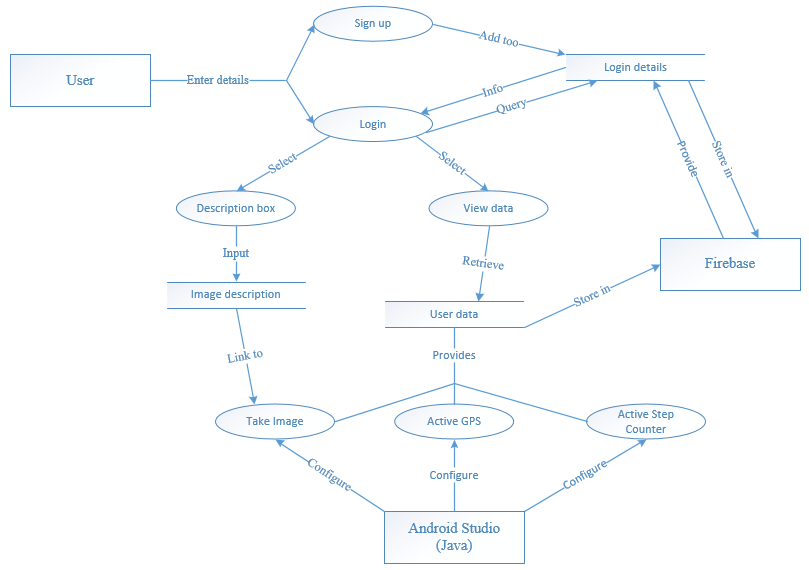 Sign up
Add too
Login details
User
Enter details
Info
Query
Login
Provide
Store in
Select
Select
Description box
View data
Input
Retrieve
Firebase
Image description
Store in
User data
Link to
Provides
Take Image
Active GPS
Active Step
Counter
Configure
Configure
Configure
Android Studio
(Java)